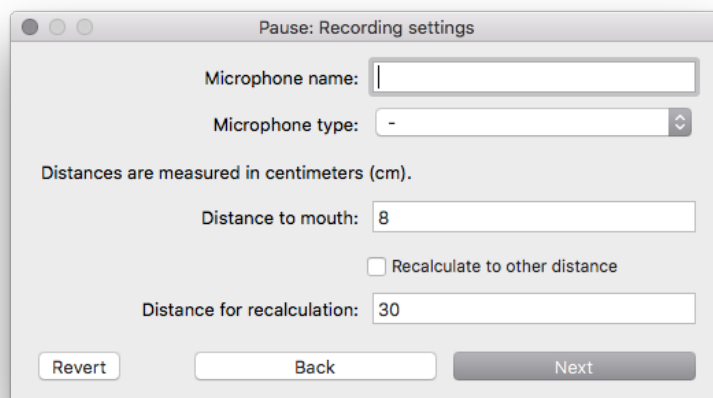 Pause: Recording settings
Microphone name:
Microphone type: -
Distances are measured in centimeters (cm).
Distance to mouth: 8
Recalculate to other distance
Distance for recalculation: 30
Revert Back Next